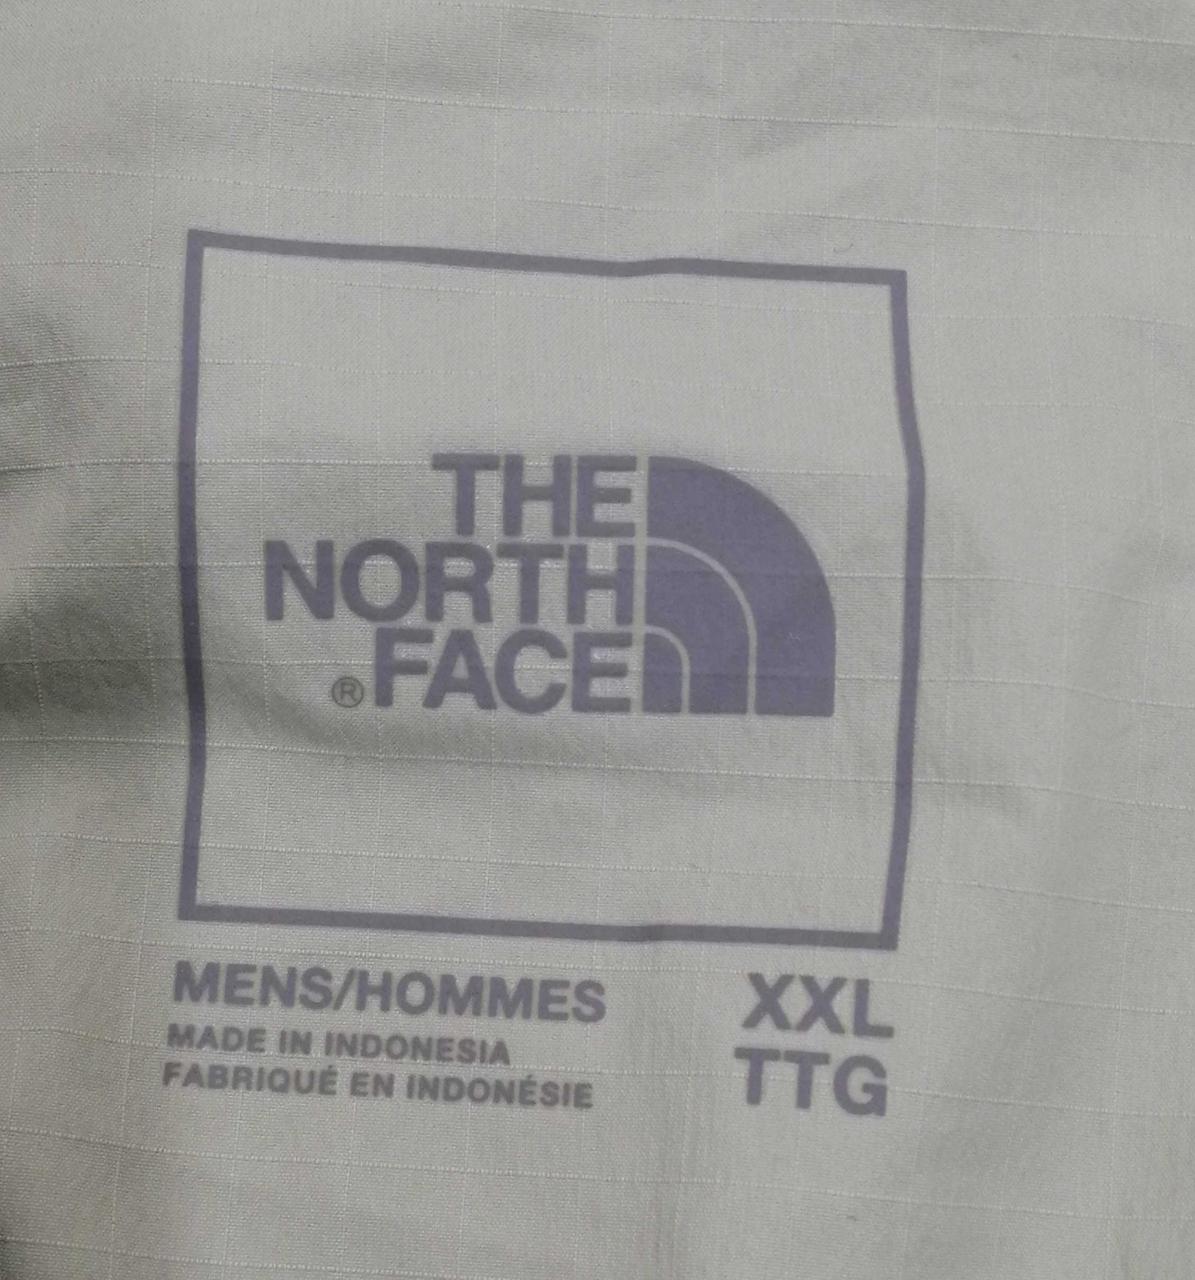 THE
NORTH
®FACE
MENS/HOMMES
MADE IN INDONESIA
FABRIQUÉ EN INDONÉSIE
XXL
TTG